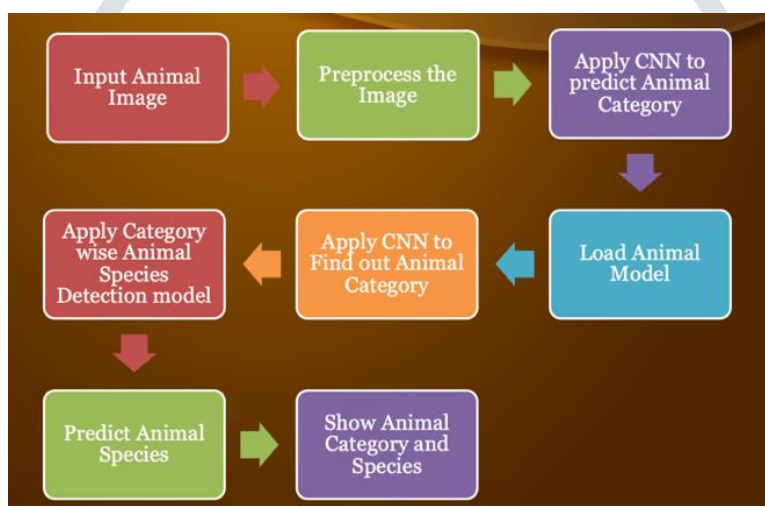 Input Animal
Image
Preprocess the
Image
Apply CNN to
predict Animal
Category
Load Animal
Model
Apply CNN to
Find out Animal
Category
Apply Category
wise Animal
Species
Detection model
Predict Animal
Species
Show Animal
Category and
Species